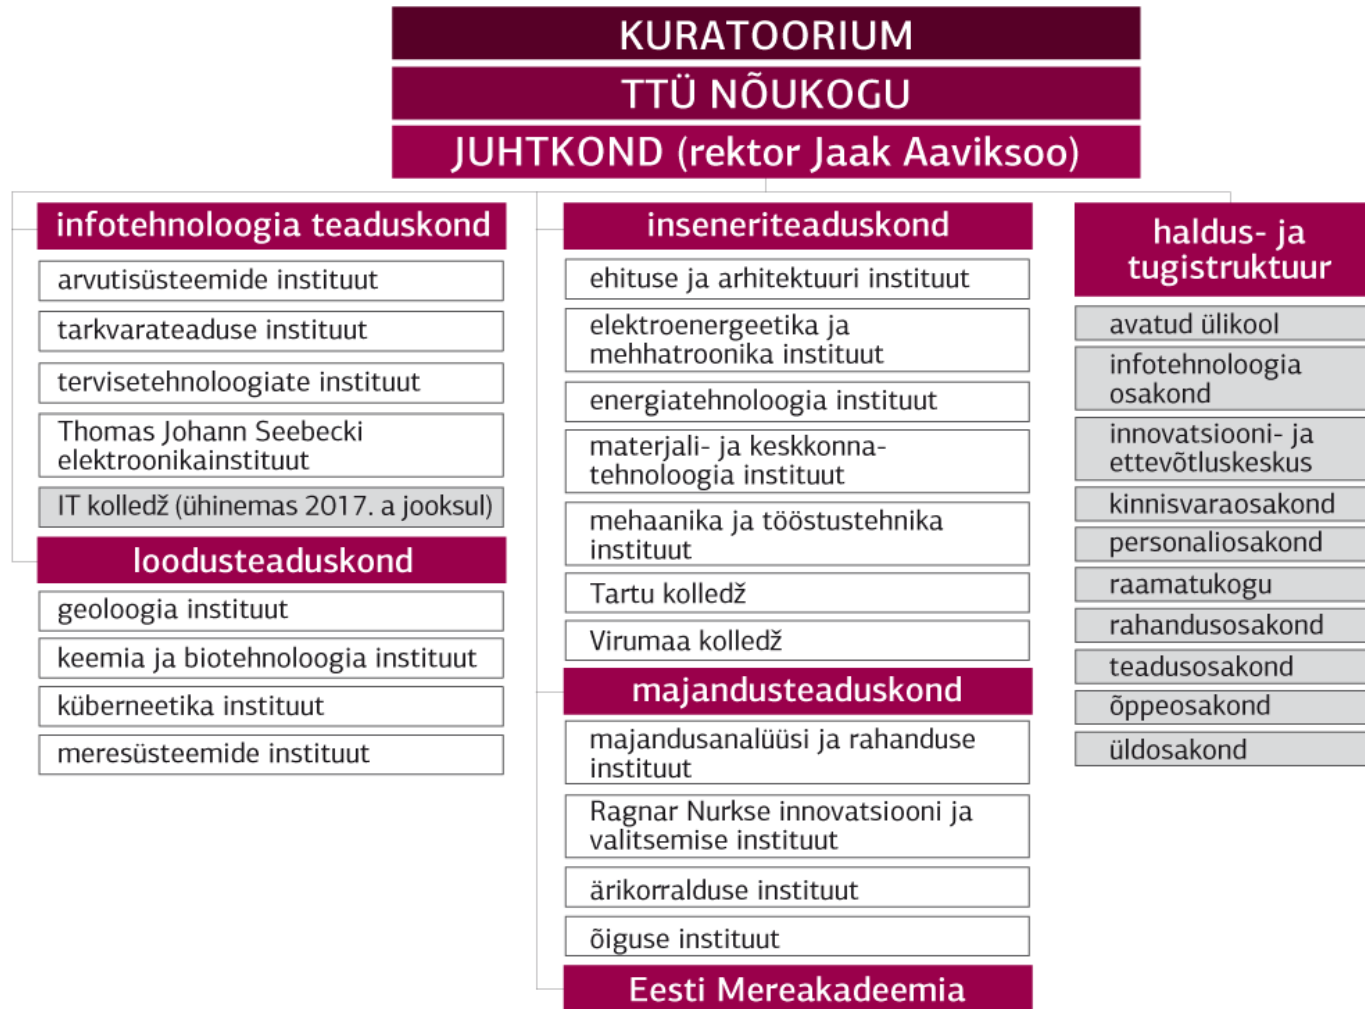 KURATOORIUM
TTÜ NÕUKOGU
JUHTKOND (rektor Jaak Aaviksoo)
infotehnoloogia teaduskond
arvutisüsteemide instituut
tarkvarateaduse instituut
tervisetehnoloogiate instituut
Thomas Johann Seebecki
elektroonikainstituut
IT kolledž (ühinemas 2017. a jooksul)
loodusteaduskond
geoloogia instituut
keemia ja biotehnoloogia instituut
küberneetika instituut
meresüsteemide instituut
inseneriteaduskond
ehituse ja arhitektuuri instituut
elektroenergeetika ja
mehhatroonika instituut
energiatehnoloogia instituut
materjali- ja keskkonna-
tehnoloogia instituut
mehaanika ja tööstustehnika
instituut
Tartu kolledž
Virumaa kolledž
majandusteaduskond
majandusanalüüsi ja rahanduse
instituut
Ragnar Nurkse innovatsiooni ja
valitsemise instituut
ärikorralduse instituut
õiguse instituut
Eesti Mereakadeemia
haldus- ja
tugistruktuur
avatud ülikool
infotehnoloogia
osakond
innovatsiooni- ja
ettevõtluskeskus
kinnisvaraosakond
personaliosakond
raamatukogu
rahandusosakond
teadusosakond
õppeosakond
üldosakond